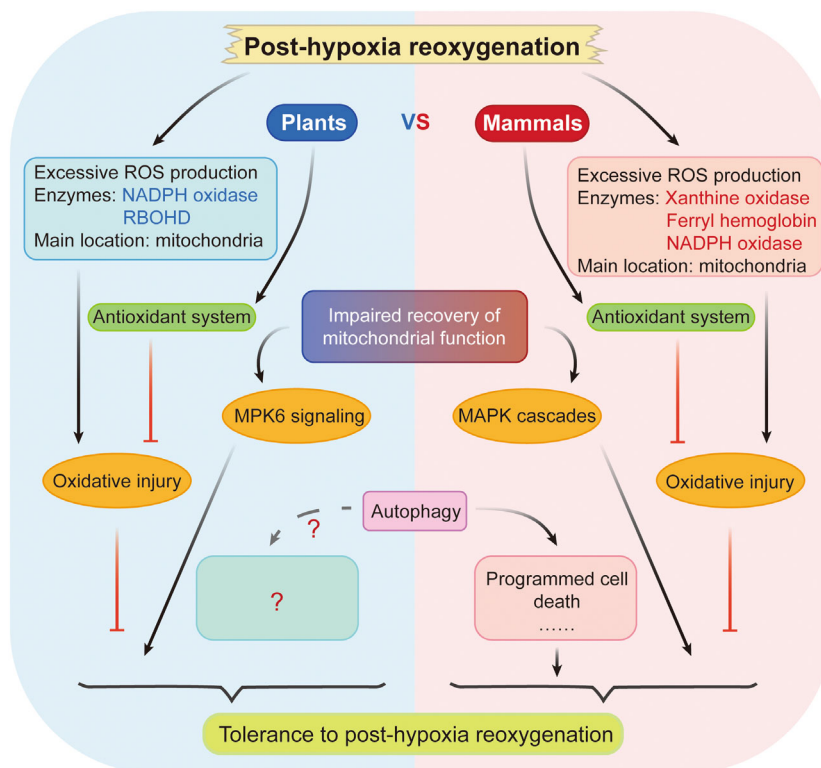 Post-hypoxia reoxygenation
Plants VS Mammals
Excessive ROS production
Enzymes: NADPH oxidase
RBOHD
Main location: mitochondria
Excessive ROS production
Enzymes: Xanthine oxidase
Ferryl hemoglobin
NADPH oxidase
Main location: mitochondria
Antioxidant system
Impaired recovery of
mitochondrial function
Antioxidant system
MPK6 signaling
MAPK cascades
Oxidative injury
Oxidative injury
Autophagy
?
?
Programmed cell
death
......
Tolerance to post-hypoxia reoxygenation